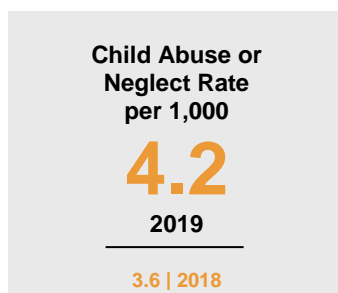 Child Abuse or
Neglect Rate
per 1,000
4.2
2019
3.6 | 2018